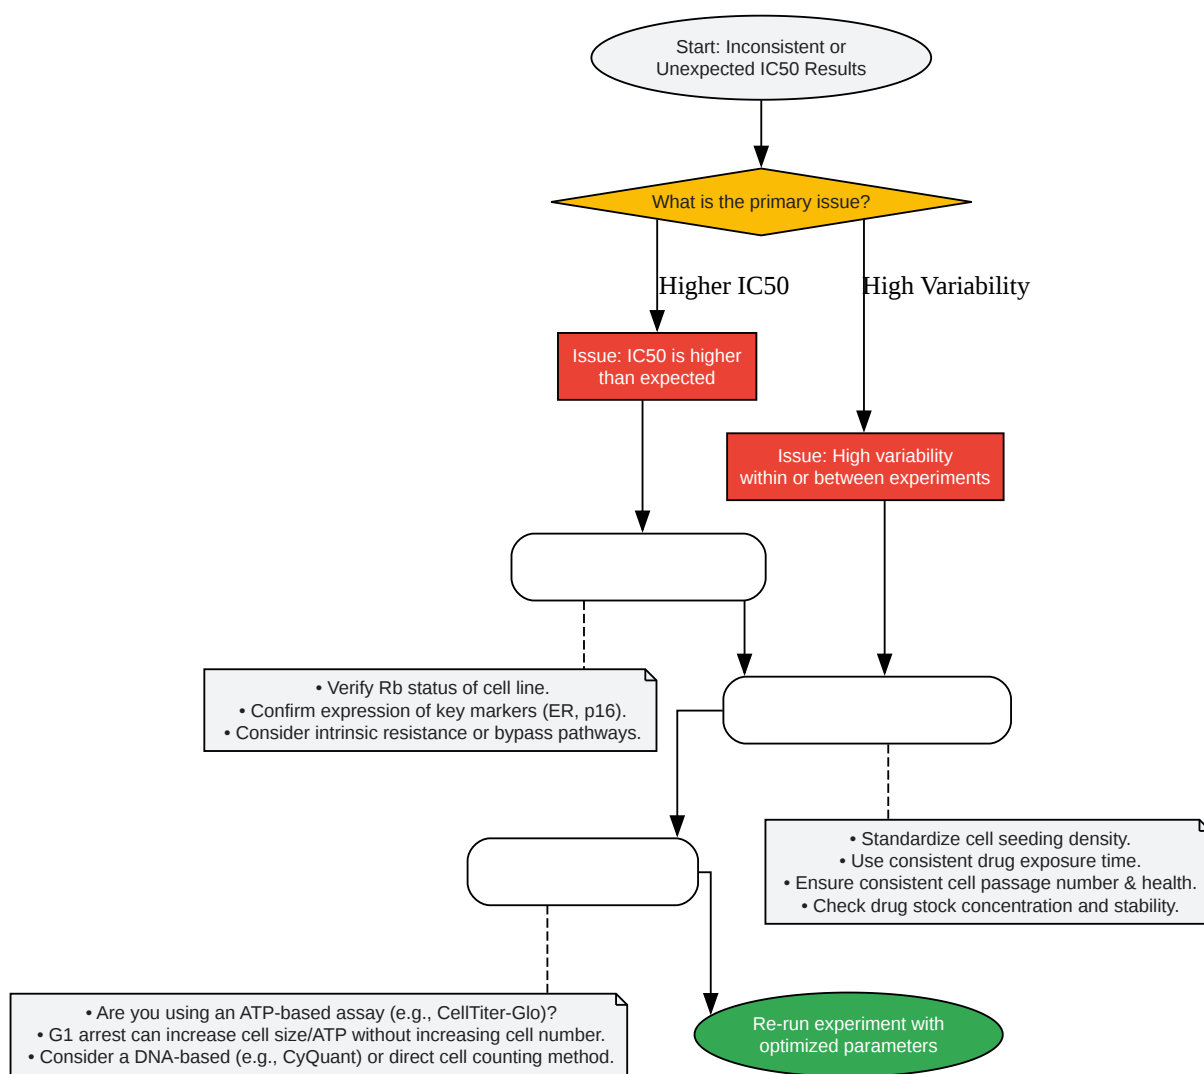 Start: Inconsistent or
Unexpected IC50 Results
What is the primary issue?
Higher IC50
High Variability
Issue: IC50 is higher
than expected
Issue: High variability
within or between experiments
• Verify Rb status of cell line.
• Confirm expression of key markers (ER, p16).
• Consider intrinsic resistance or bypass pathways.
• Standardize cell seeding density.
• Use consistent drug exposure time.
• Ensure consistent cell passage number & health.
• Check drug stock concentration and stability.
• Are you using an ATP-based assay (e.g., CellTiter-Glo)?
• G1 arrest can increase cell size/ATP without increasing cell number.
• Consider a DNA-based (e.g., CyQuant) or direct cell counting method.
Re-run experiment with
optimized parameters